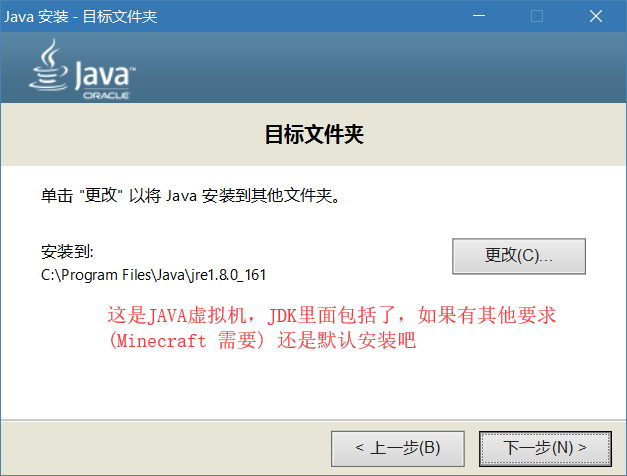 Java 安装 - 目标文件夹
Java™
ORACLE
目标文件夹
单击 "更改" 以将 Java 安装到其他文件夹。
安装到:
更改(C)...
C:\Program Files\Java\jre1.8.0_161
这是JAVA虚拟机，JDK里面包括了，如果有其他要求
(Minecraft 需要) 还是默认安装吧
< 上一步(B)
下一步(N) >